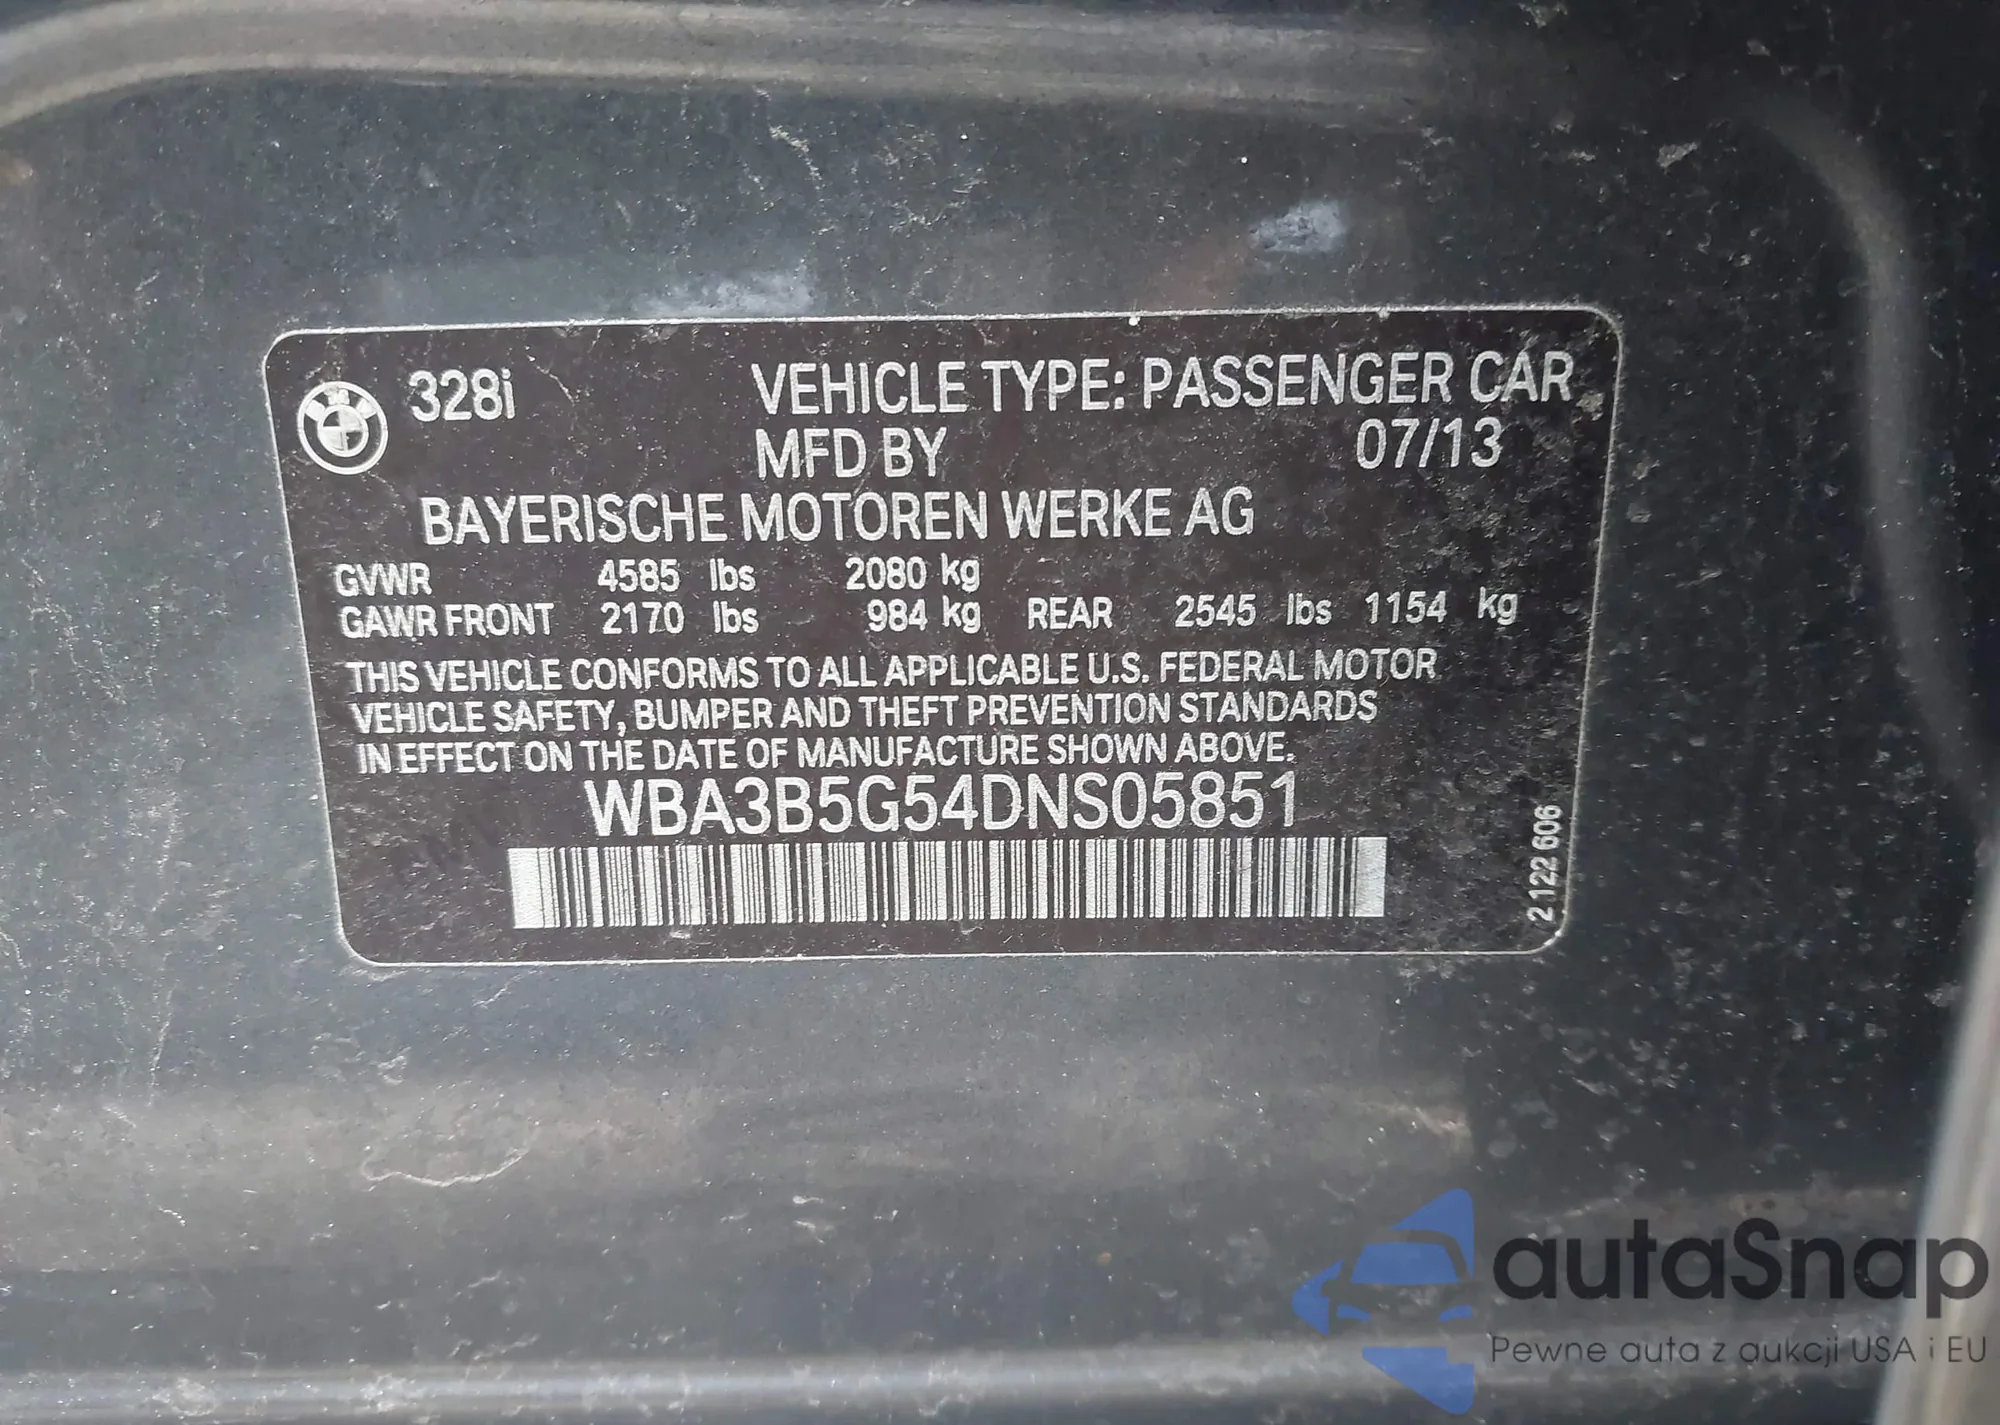 BMW 328i VEHICLE TYPE: PASSENGER CAR
MFD BY 07/13
BAYERISCHE MOTOREN WERKE AG
GVWR 4585 lbs 2080 kg
GAWR FRONT 2170 lbs 984 kg REAR 2545 lbs 1154 kg
THIS VEHICLE CONFORMS TO ALL APPLICABLE U.S. FEDERAL MOTOR
VEHICLE SAFETY, BUMPER AND THEFT PREVENTION STANDARDS
IN EFFECT ON THE DATE OF MANUFACTURE SHOWN ABOVE.
WBA3B5G54DNS05851
2 122 606
autaSnap
Pewne auta z aukcji USA i EU